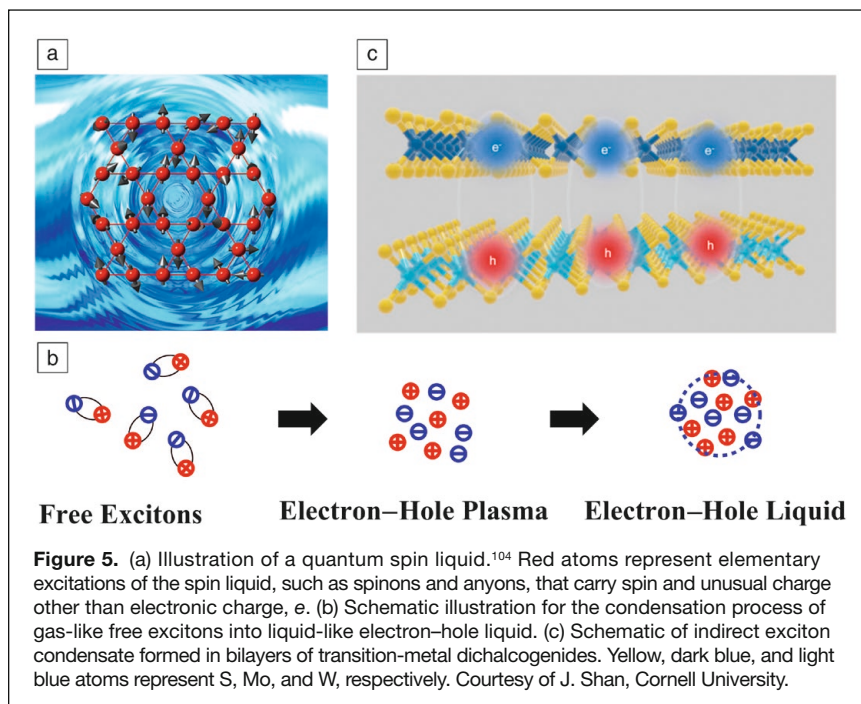 a
c
e-
e-
e-
h
h
h
b
Free Excitons
Electron–Hole Plasma
Electron–Hole Liquid
Figure 5. (a) Illustration of a quantum spin liquid.104 Red atoms represent elementary
excitations of the spin liquid, such as spinons and anyons, that carry spin and unusual charge
other than electronic charge, e. (b) Schematic illustration for the condensation process of
gas-like free excitons into liquid-like electron–hole liquid. (c) Schematic of indirect exciton
condensate formed in bilayers of transition-metal dichalcogenides. Yellow, dark blue, and light
blue atoms represent S, Mo, and W, respectively. Courtesy of J. Shan, Cornell University.